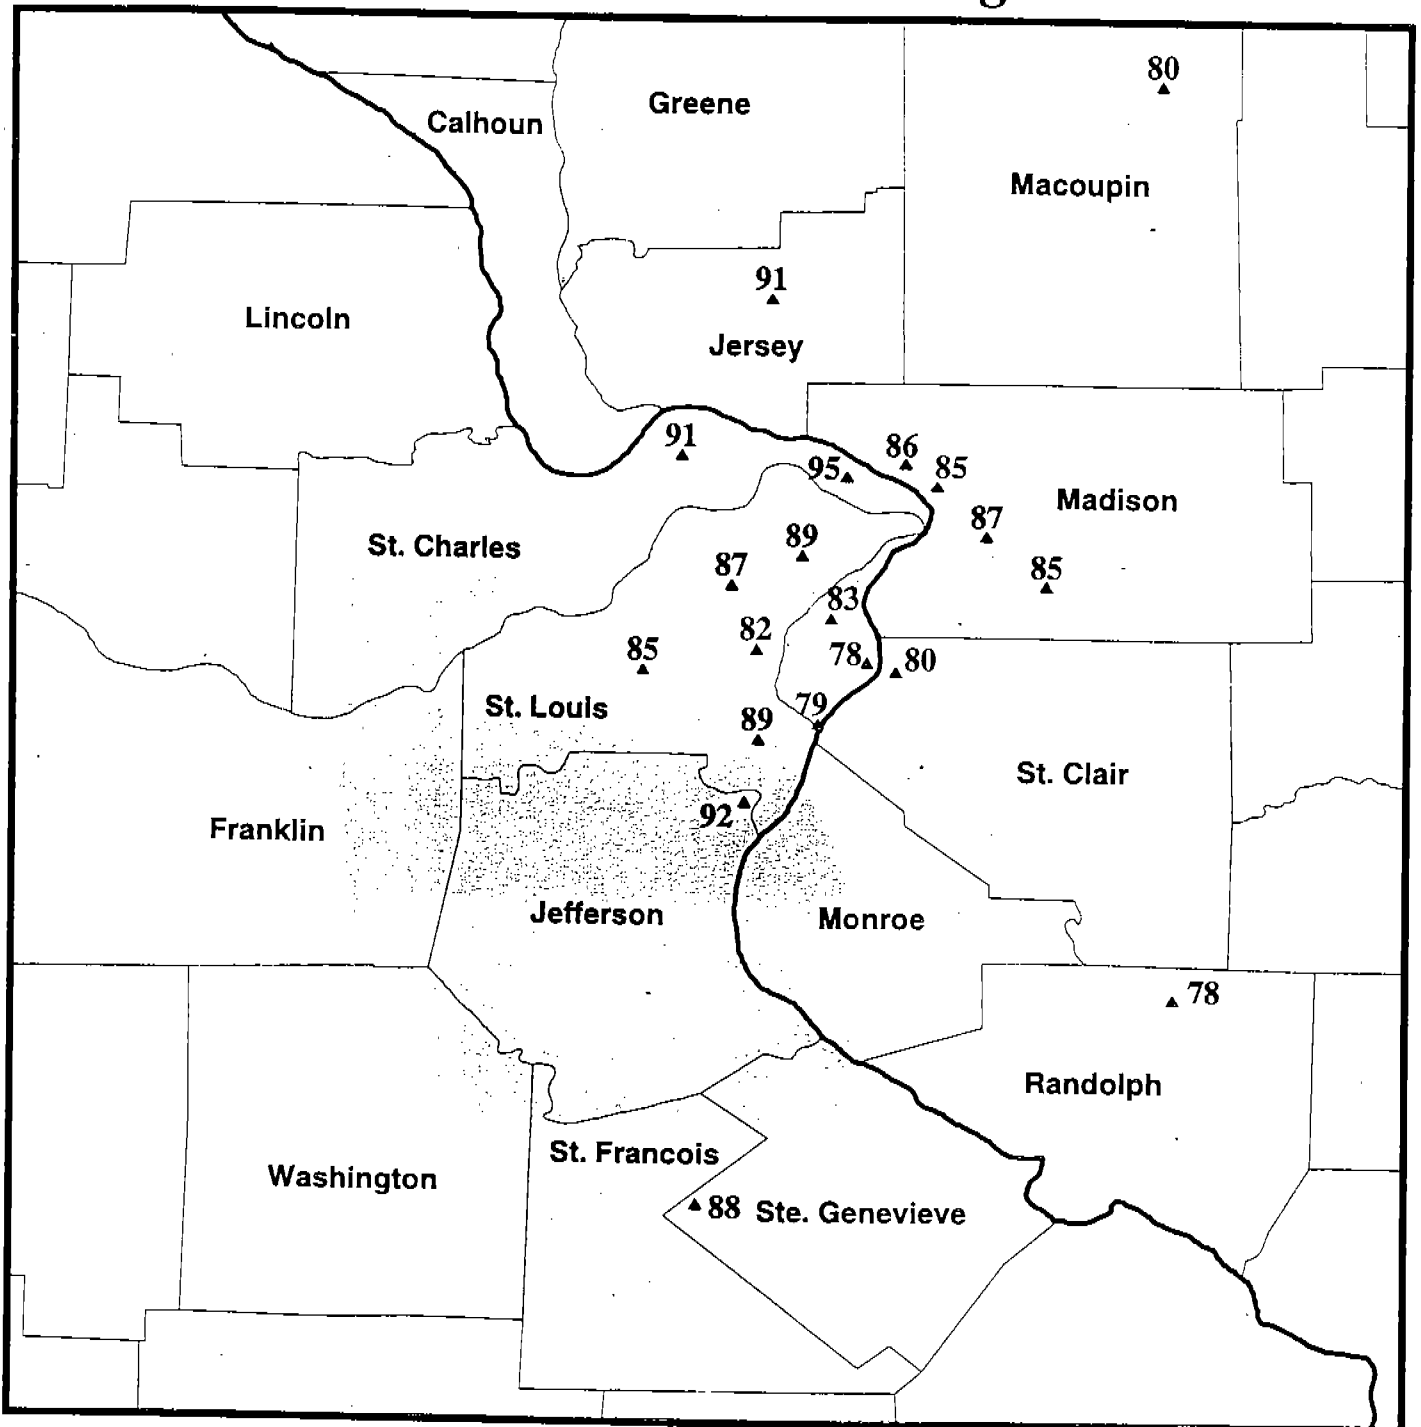 80
Greene
Calhoun
Macoupin
91
Lincoln
Jersey
91
86
95
85
Madison
87
St. Charles
89
87
85
83
82
85
78
80
St. Louis
79
89
St. Clair
92
Franklin
Jefferson
Monroe
78
Randolph
St. Francois
Washington
88
Ste. Genevieve